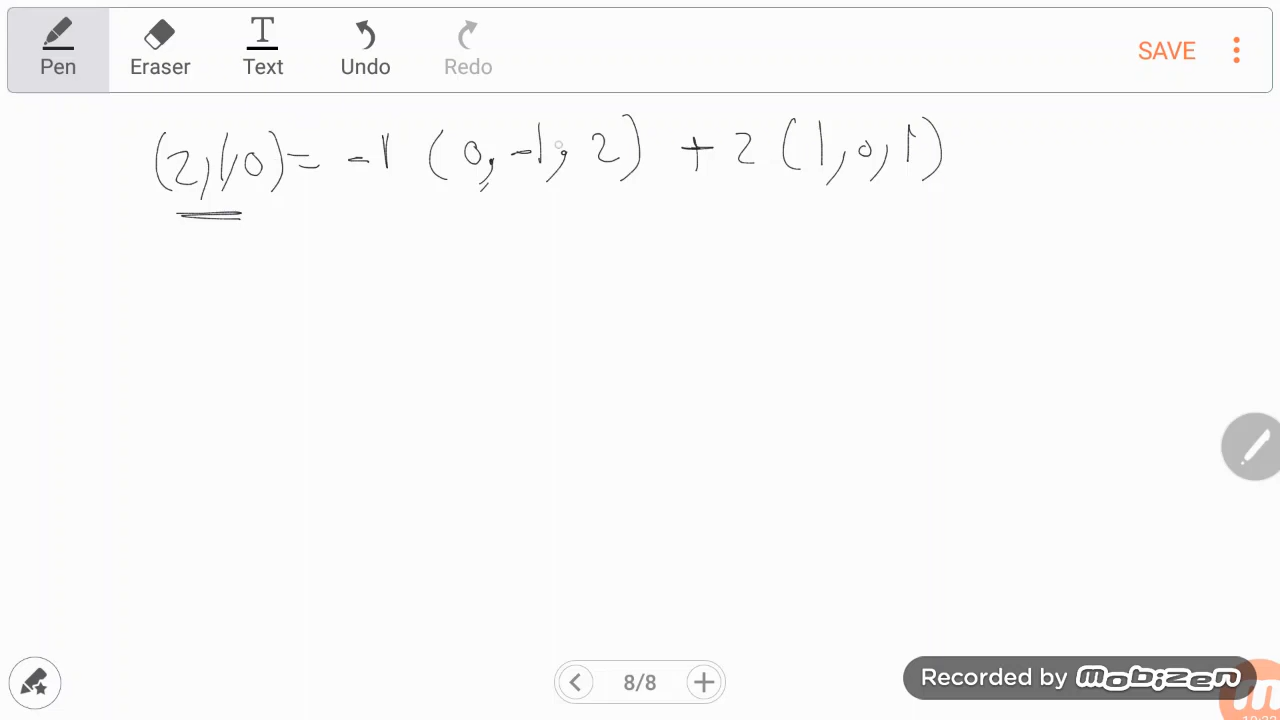 Pen Eraser Text Undo Redo SAVE
T
(2,1,0) = -1 (0, -1, 2) + 2 (1, 0, 1)
8/8
Recorded by mobizen